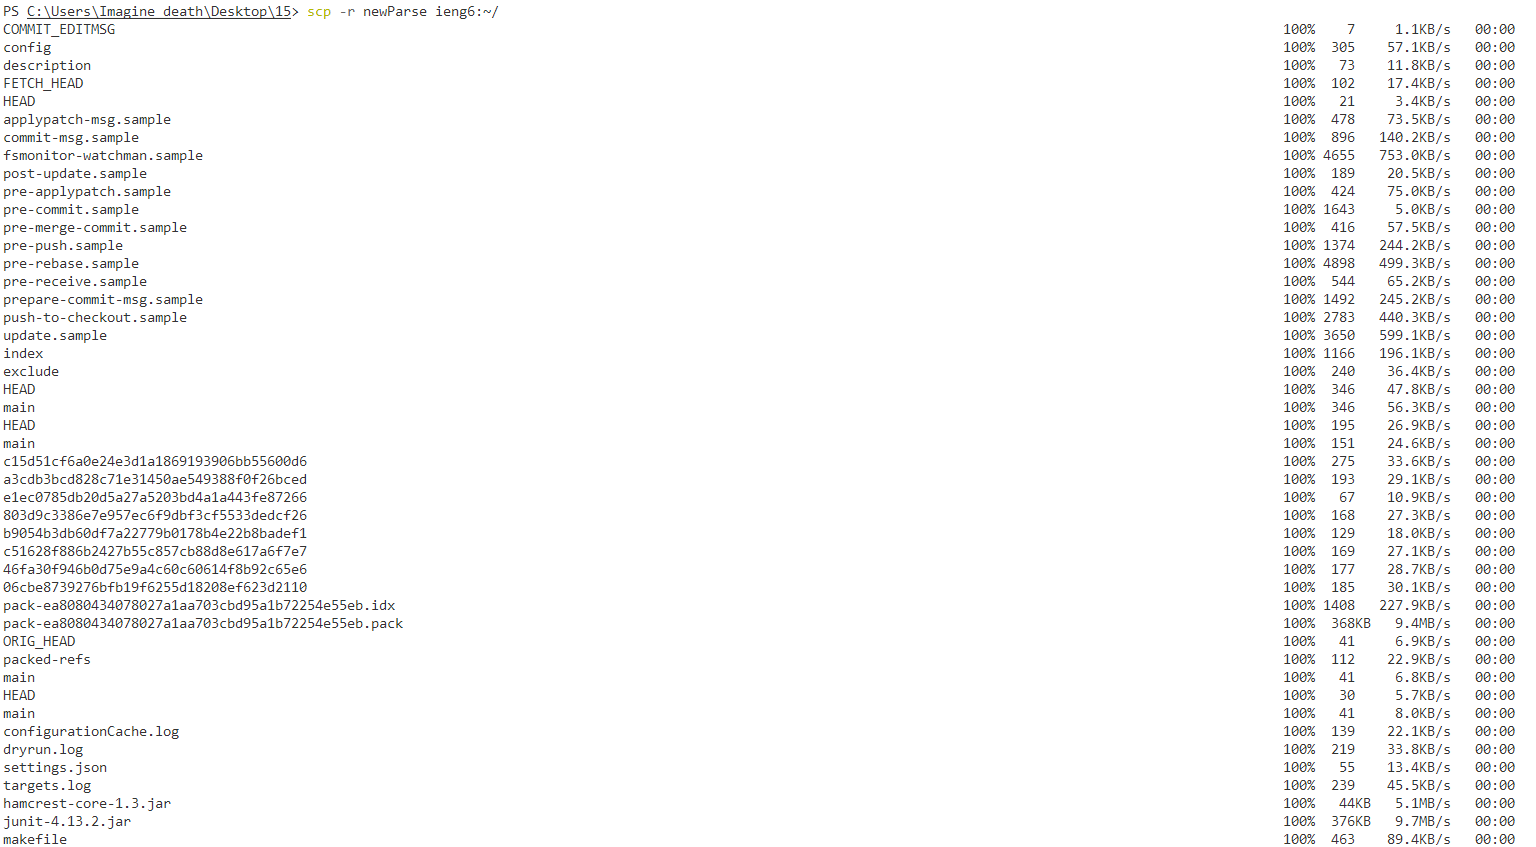 PS C:\Users\Imagine death\Desktop\15> scp -r newParse ieng6:~/
COMMIT_EDITMSG 100% 7 1.1KB/s 00:00
config 100% 305 57.1KB/s 00:00
description 100% 73 11.8KB/s 00:00
FETCH_HEAD 100% 102 17.4KB/s 00:00
HEAD 100% 21 3.4KB/s 00:00
applypatch-msg.sample 100% 478 73.5KB/s 00:00
commit-msg.sample 100% 896 140.2KB/s 00:00
fsmonitor-watchman.sample 100% 4655 753.0KB/s 00:00
post-update.sample 100% 189 20.5KB/s 00:00
pre-applypatch.sample 100% 424 75.0KB/s 00:00
pre-commit.sample 100% 1643 5.0KB/s 00:00
pre-merge-commit.sample 100% 416 57.5KB/s 00:00
pre-push.sample 100% 1374 244.2KB/s 00:00
pre-rebase.sample 100% 4898 499.3KB/s 00:00
pre-receive.sample 100% 544 65.2KB/s 00:00
prepare-commit-msg.sample 100% 1492 245.2KB/s 00:00
push-to-checkout.sample 100% 2783 440.3KB/s 00:00
update.sample 100% 3650 599.1KB/s 00:00
index 100% 1166 196.1KB/s 00:00
exclude 100% 240 36.4KB/s 00:00
HEAD 100% 346 47.8KB/s 00:00
main 100% 346 56.3KB/s 00:00
HEAD 100% 195 26.9KB/s 00:00
main 100% 151 24.6KB/s 00:00
c15d51cf6a0e24e3d1a1869193906bb55600d6 100% 275 33.6KB/s 00:00
a3cdb3bcd828c71e31450ae549388f0f26bced 100% 193 29.1KB/s 00:00
e1ec0785db20d5a27a5203bd4a1a443fe87266 100% 67 10.9KB/s 00:00
803d9c3386e7e957ec6f9dbf3cf5533dedcf26 100% 168 27.3KB/s 00:00
b9054b3db60df7a22779b0178b4e22b8badef1 100% 129 18.0KB/s 00:00
c51628f886b2427b55c857cb88d8e617a6f7e7 100% 169 27.1KB/s 00:00
46fa30f946b0d75e9a4c60c60614f8b92c65e6 100% 177 28.7KB/s 00:00
06cbe8739276bfb19f6255d18208ef623d2110 100% 185 30.1KB/s 00:00
pack-ea8080434078027a1aa703cbd95a1b72254e55eb.idx 100% 1408 227.9KB/s 00:00
pack-ea8080434078027a1aa703cbd95a1b72254e55eb.pack 100% 368KB 9.4MB/s 00:00
ORIG_HEAD 100% 41 6.9KB/s 00:00
packed-refs 100% 112 22.9KB/s 00:00
main 100% 41 6.8KB/s 00:00
HEAD 100% 30 5.7KB/s 00:00
main 100% 41 8.0KB/s 00:00
configurationCache.log 100% 139 22.1KB/s 00:00
dryrun.log 100% 219 33.8KB/s 00:00
settings.json 100% 55 13.4KB/s 00:00
targets.log 100% 239 45.5KB/s 00:00
hamcrest-core-1.3.jar 100% 44KB 5.1MB/s 00:00
junit-4.13.2.jar 100% 376KB 9.7MB/s 00:00
makefile 100% 463 89.4KB/s 00:00